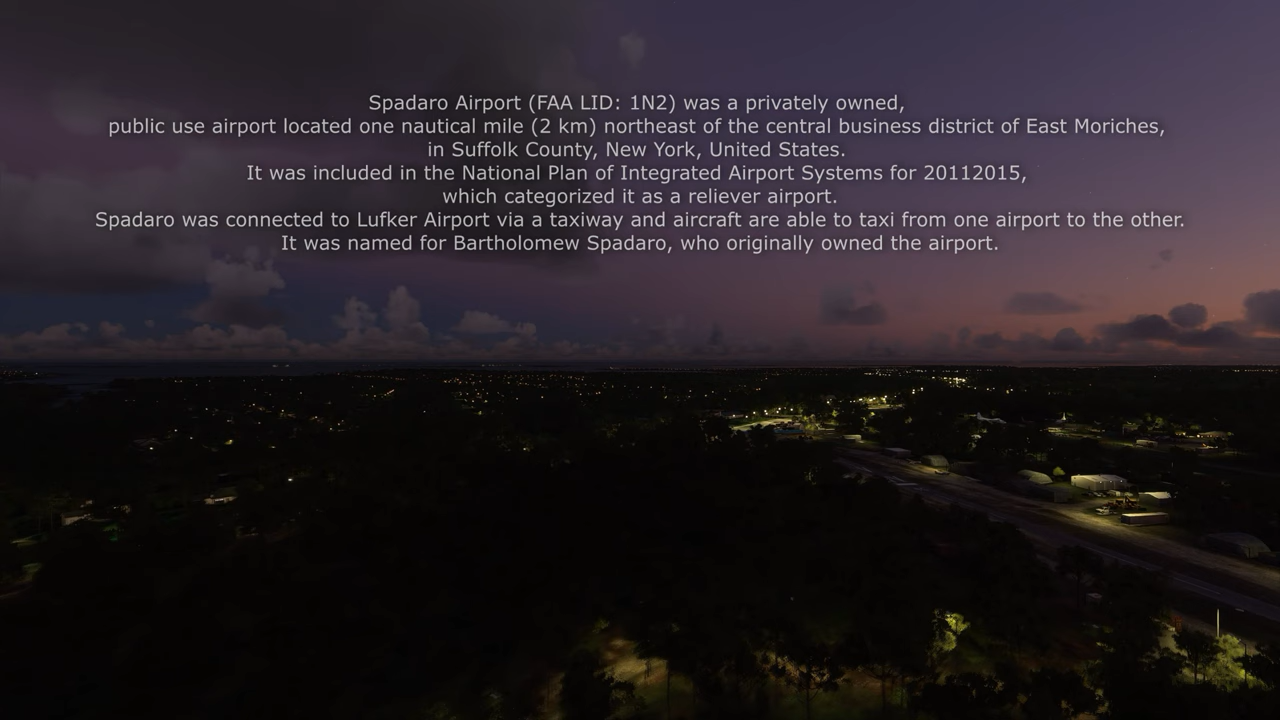 Spadaro Airport (FAA LID: 1N2) was a privately owned,
public use airport located one nautical mile (2 km) northeast of the central business district of East Moriches,
in Suffolk County, New York, United States.
It was included in the National Plan of Integrated Airport Systems for 20112015,
which categorized it as a reliever airport.
Spadaro was connected to Lufker Airport via a taxiway and aircraft are able to taxi from one airport to the other.
It was named for Bartholomew Spadaro, who originally owned the airport.